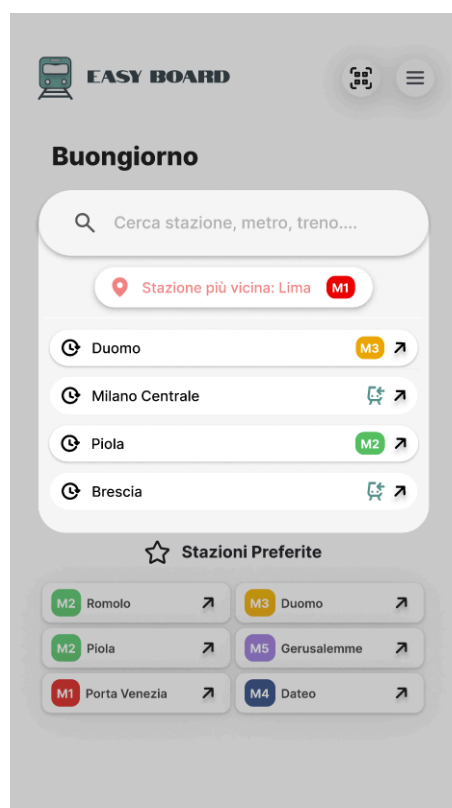 EASY BOARD
Buongiorno
Cerca stazione, metro, treno....
Stazione più vicina: Lima M1
Duomo M3
Milano Centrale
Piola M2
Brescia
Stazioni Preferite
M2 Romolo M3 Duomo
M2 Piola M5 Gerusalemme
M1 Porta Venezia M4 Dateo